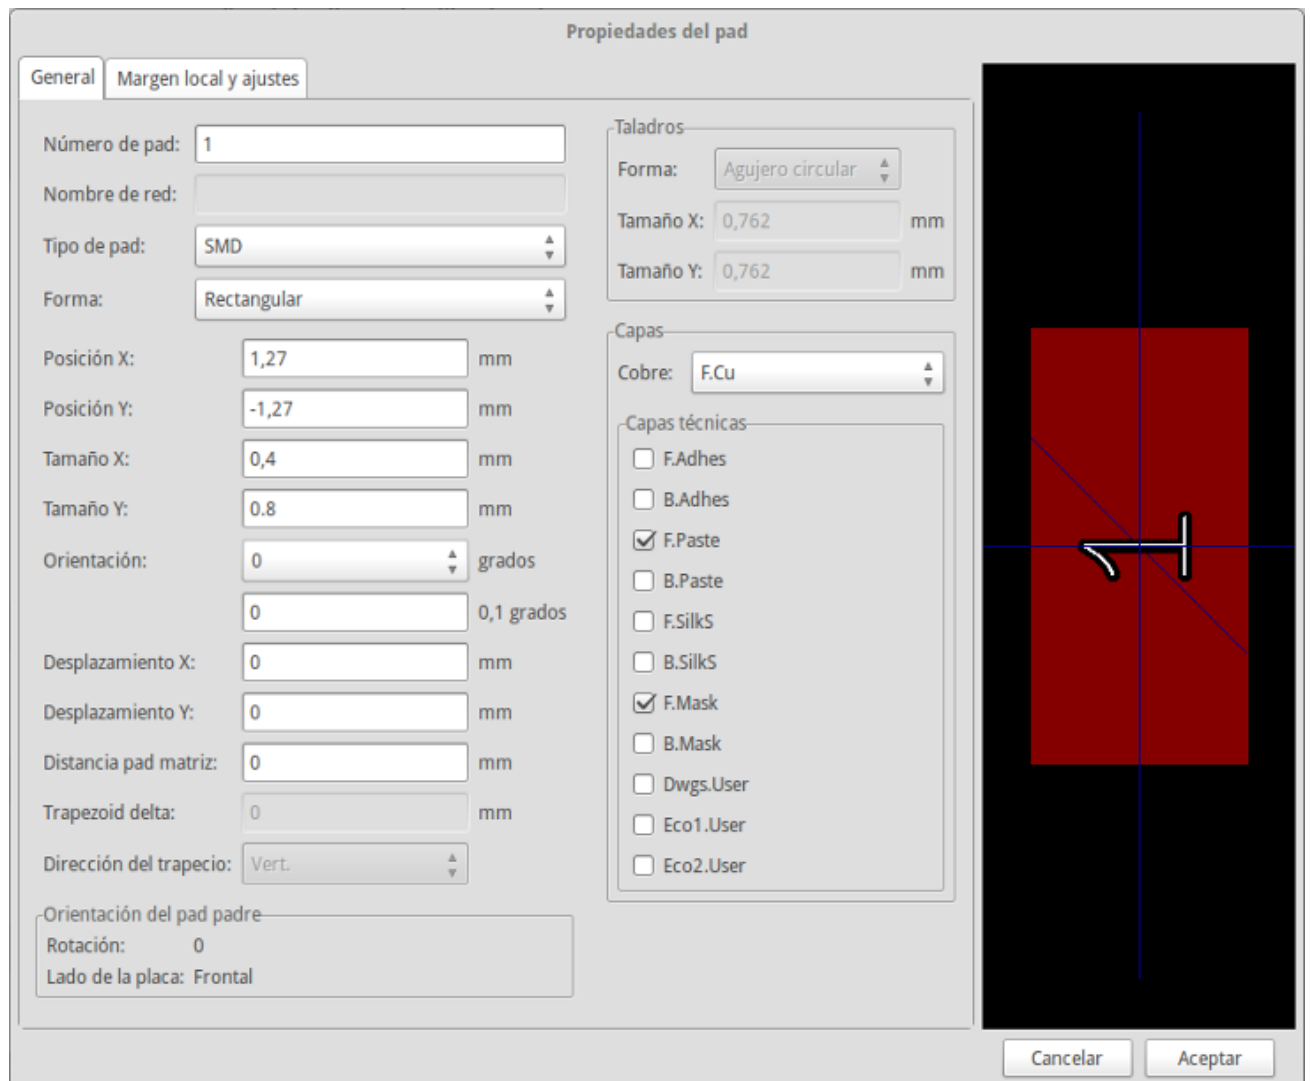 Propiedades del pad
General
Margen local y ajustes
Número de pad: 1
Nombre de red:
Tipo de pad: SMD
Forma: Rectangular
Posición X: 1,27 mm
Posición Y: -1,27 mm
Tamaño X: 0,4 mm
Tamaño Y: 0.8 mm
Orientación: 0 grados
0 0,1 grados
Desplazamiento X: 0 mm
Desplazamiento Y: 0 mm
Distancia pad matriz: 0 mm
Trapezoid delta: 0 mm
Dirección del trapecio: Vert.
Orientación del pad padre
Rotación: 0
Lado de la placa: Frontal
Taladros
Forma: Agujero circular
Tamaño X: 0,762 mm
Tamaño Y: 0,762 mm
Capas
Cobre: F.Cu
Capas técnicas
F.Adhes
B.Adhes
F.Paste
B.Paste
F.SilkS
B.SilkS
F.Mask
B.Mask
Dwgs.User
Eco1.User
Eco2.User
1
Cancelar
Aceptar